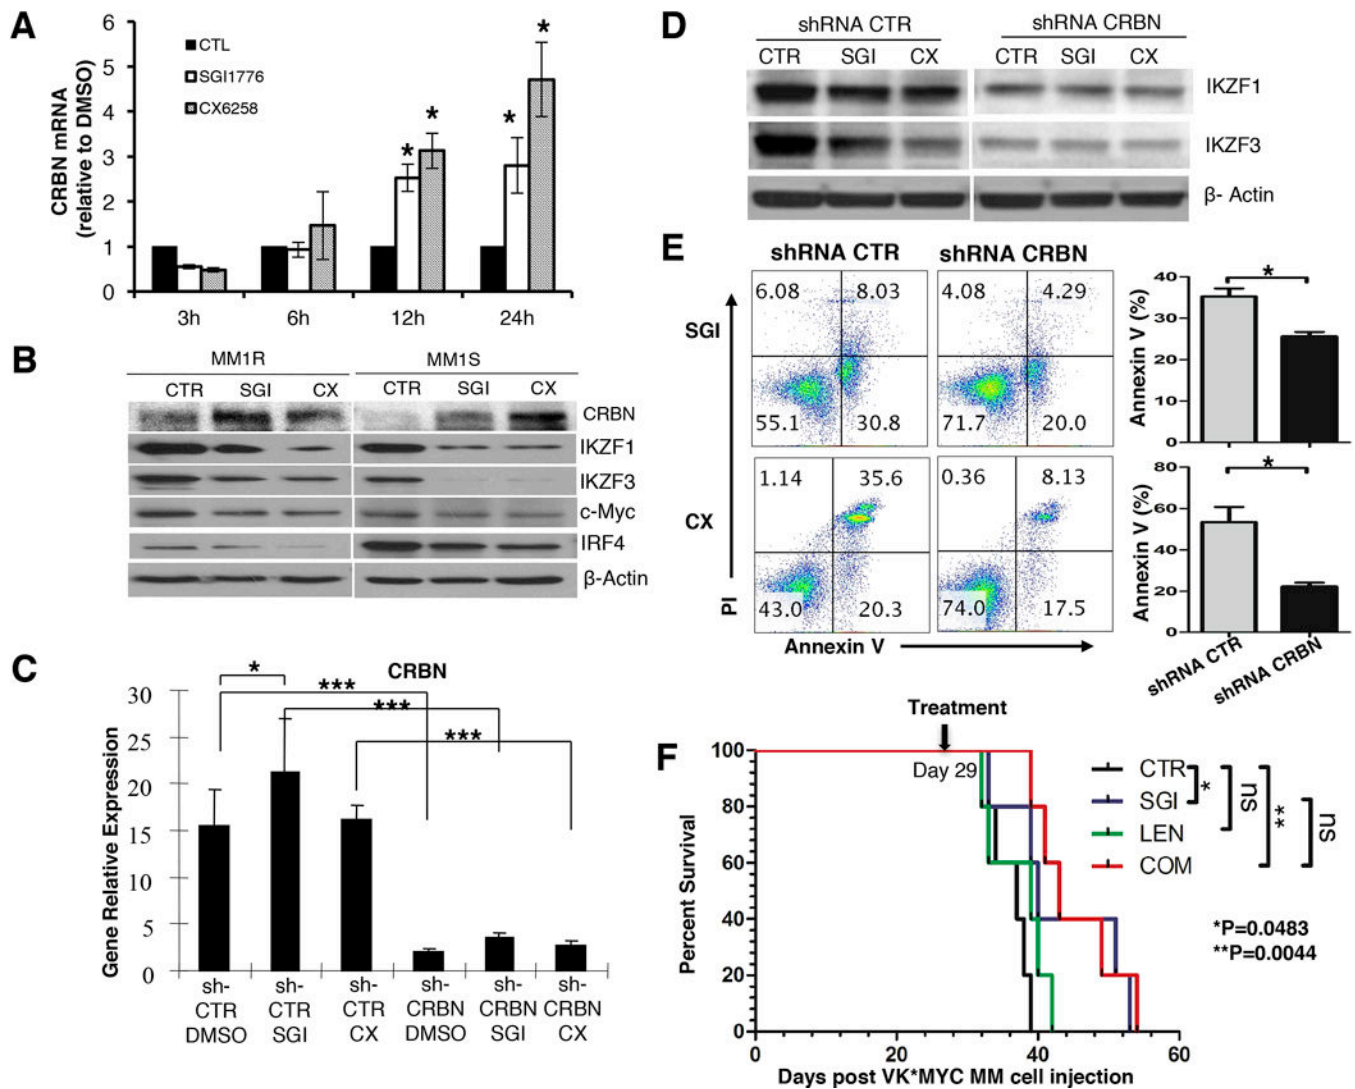 A
CRBN mRNA
(relative to DMSO)
6
5
4
3
2
1
0
CTL
SGI1776
CX6258
* * * *
3h 6h 12h 24h
B
MM1R MM1S
CTR SGI CX CTR SGI CX
CRBN
IKZF1
IKZF3
c-Myc
IRF4
β-Actin
C
CRBN
Gene Relative Expression
30
25
20
15
10
5
0
*
***
***
***
sh- sh- sh- sh- sh- sh-
CTR CTR CTR CRBN CRBN CRBN
DMSO SGI CX DMSO SGI CX
D
shRNA CTR shRNA CRBN
CTR SGI CX CTR SGI CX
IKZF1
IKZF3
β- Actin
E
shRNA CTR shRNA CRBN
SGI
6.08 8.03 4.08 4.29
55.1 30.8 71.7 20.0
CX
1.14 35.6 0.36 8.13
43.0 20.3 74.0 17.5
PI
Annexin V
Annexin V (%)
40
30
20
10
0
*
Annexin V (%)
80
60
40
20
0
*
shRNA CTR shRNA CRBN
F
Treatment
Day 29
Percent Survival
100
80
60
40
20
0
0 20 40 60
Days post VK*MYC MM cell injection
CTR
SGI
LEN
COM
* ns ** ns
*P=0.0483
**P=0.0044